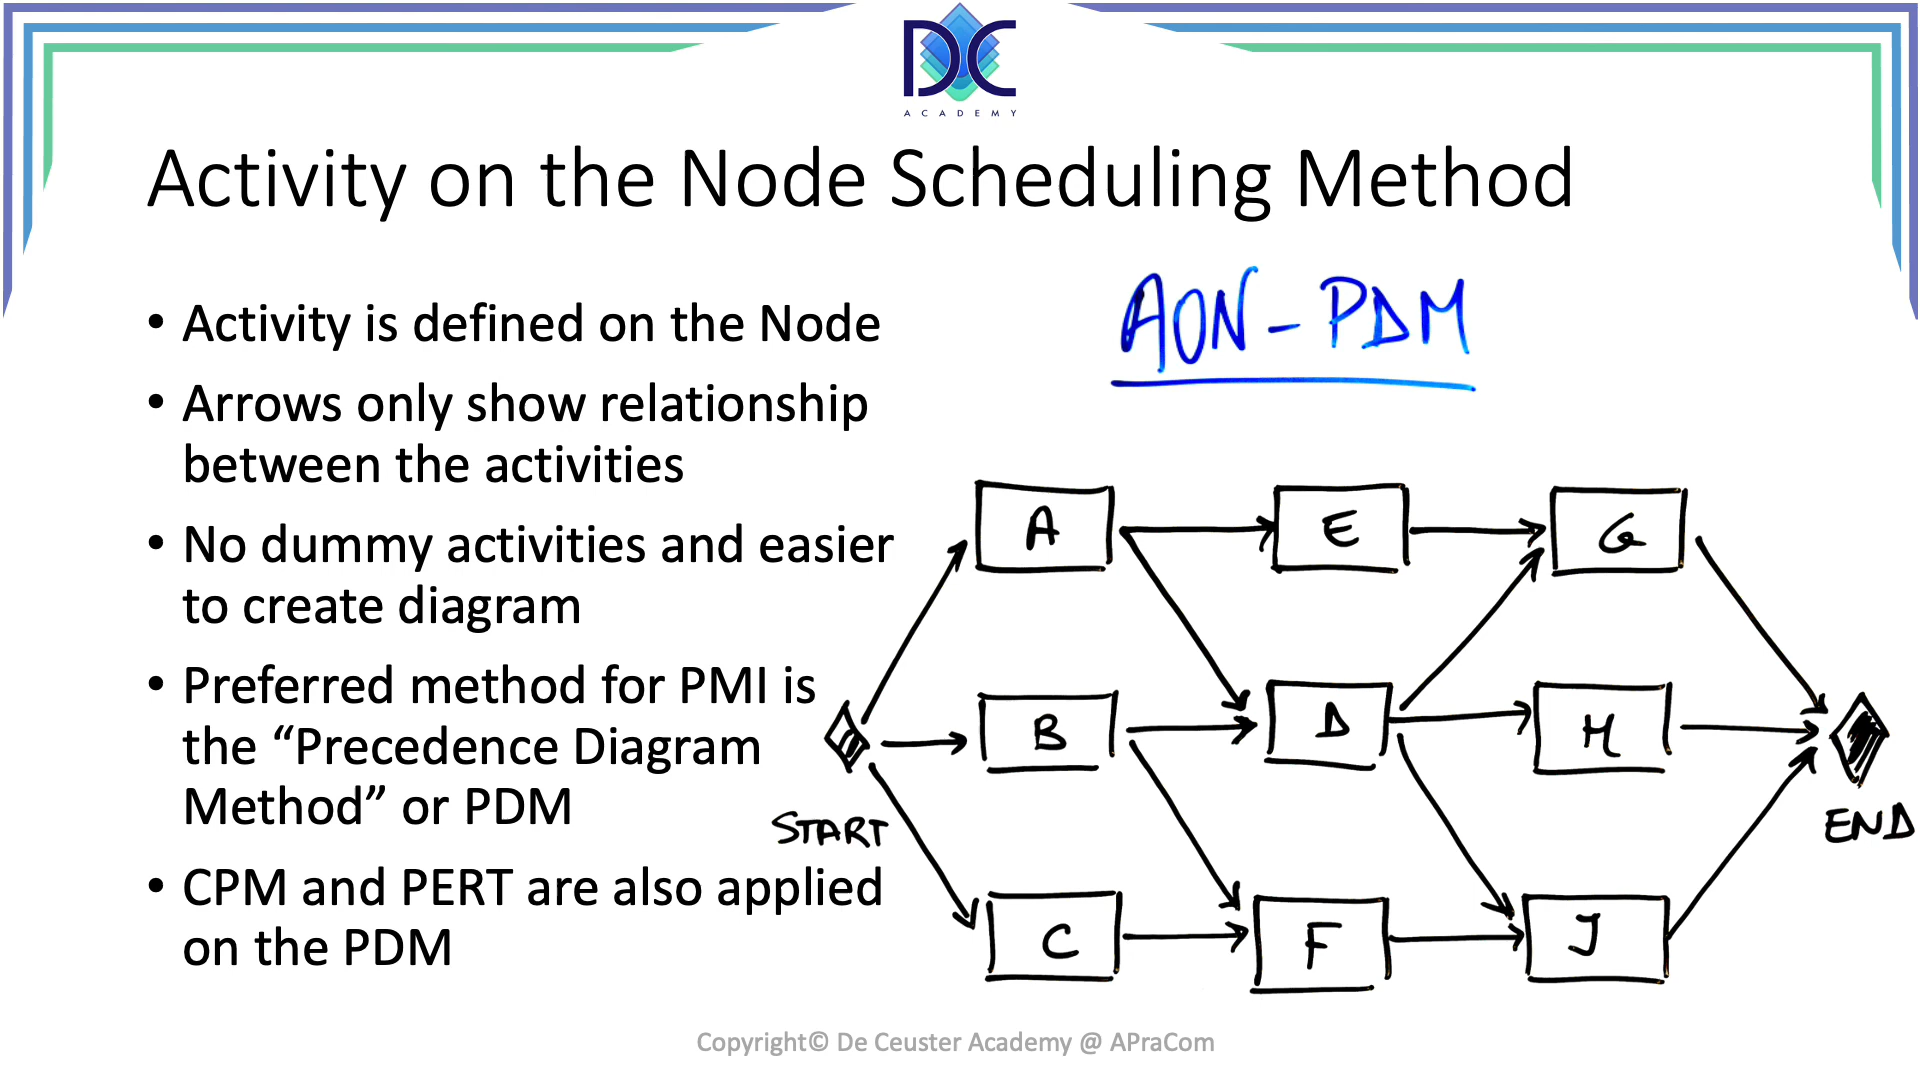 DC
ACADEMY
Activity on the Node Scheduling Method
• Activity is defined on the Node
• Arrows only show relationship
between the activities
• No dummy activities and easier
to create diagram
• Preferred method for PMI is
the “Precedence Diagram
Method” or PDM
• CPM and PERT are also applied
on the PDM
AON - PDM
A
E
G
B
D
H
START
END
C
F
J
Copyright© De Ceuster Academy @ APraCom